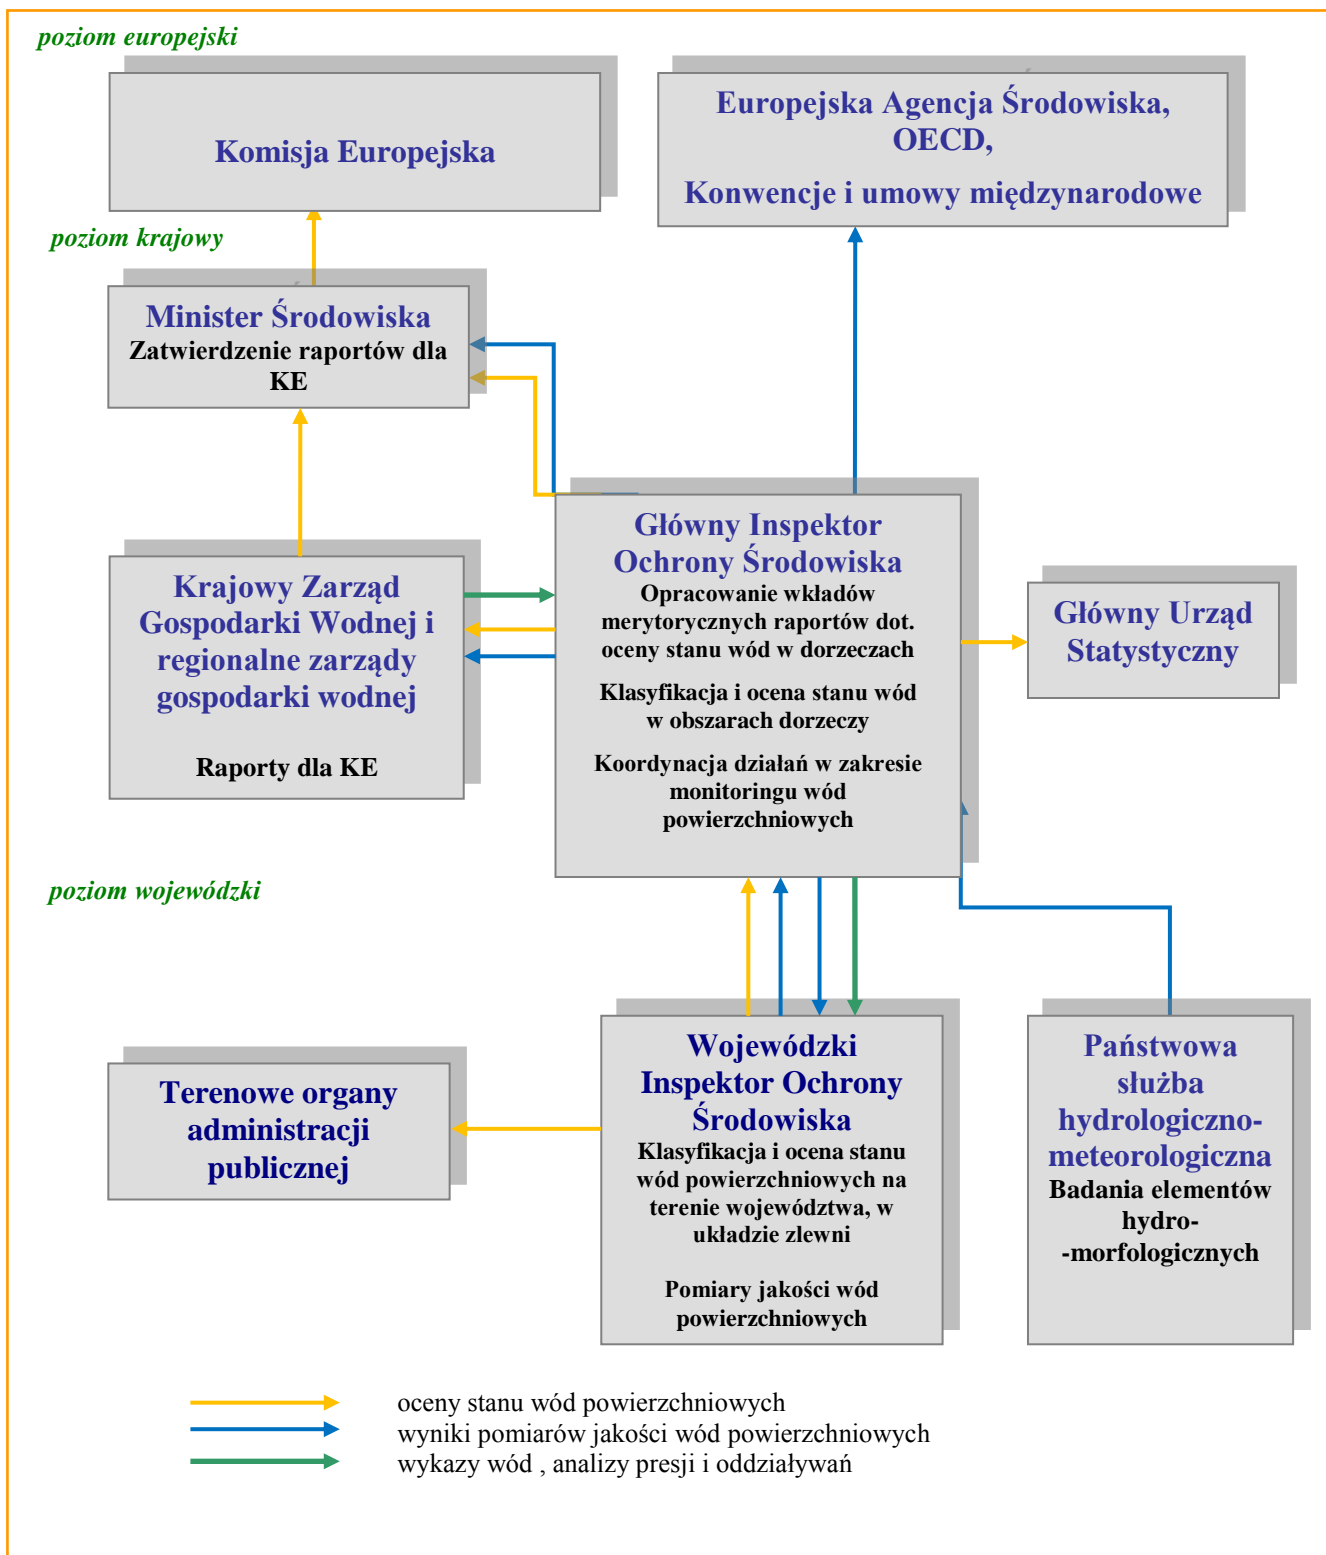 poziom europejski
Komisja Europejska
Europejska Agencja Środowiska,
OECD,
Konwencje i umowy międzynarodowe
poziom krajowy
Minister Środowiska
Zatwierdzenie raportów dla
KE
Krajowy Zarząd
Gospodarki Wodnej i
regionalne zarządy
gospodarki wodnej
Raporty dla KE
Główny Inspektor
Ochrony Środowiska
Opracowanie wkładów
merytorycznych raportów dot.
oceny stanu wód w dorzeczach
Klasyfikacja i ocena stanu wód
w obszarach dorzeczy
Koordynacja działań w zakresie
monitoringu wód
powierzchniowych
Główny Urząd
Statystyczny
poziom wojewódzki
Terenowe organy
administracji
publicznej
Wojewódzki
Inspektor Ochrony
Środowiska
Klasyfikacja i ocena stanu
wód powierzchniowych na
terenie województwa, w
układzie zlewni
Pomiary jakości wód
powierzchniowych
Państwowa
służba
hydrologiczno-
meteorologiczna
Badania elementów
hydro-
-morfologicznych
oceny stanu wód powierzchniowych
wyniki pomiarów jakości wód powierzchniowych
wykazy wód , analizy presji i oddziaływań